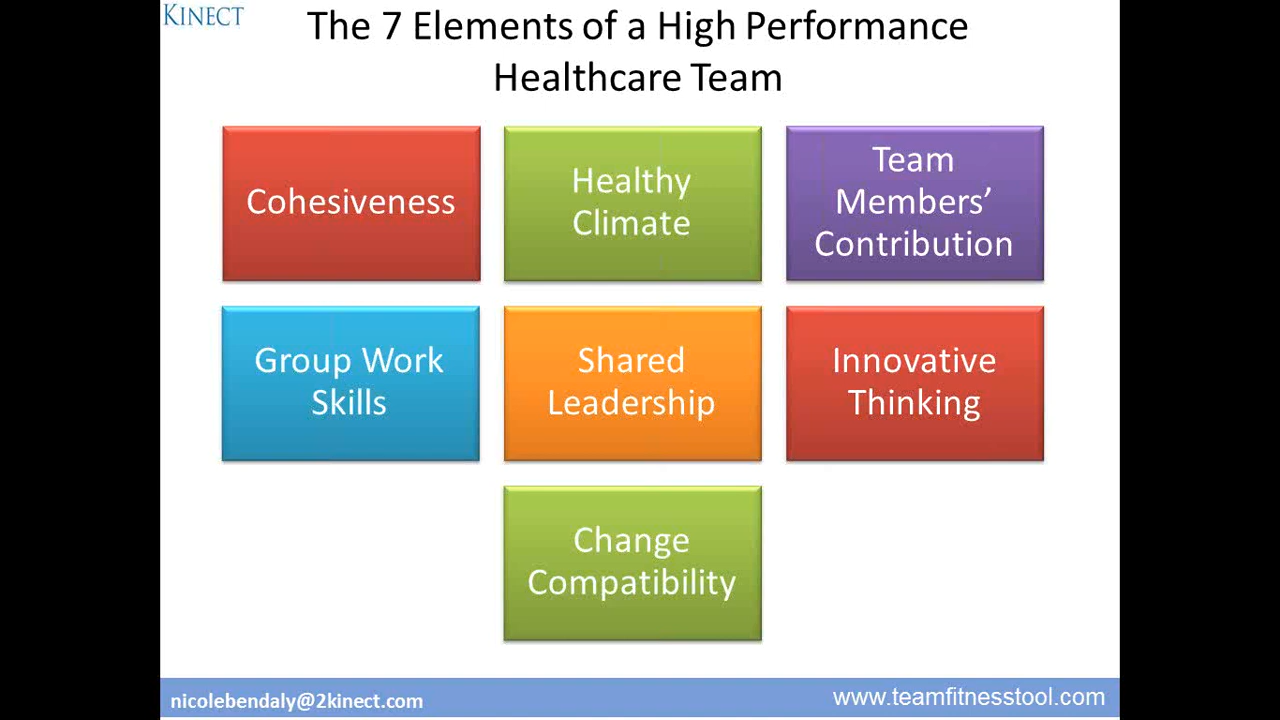 KINECT
The 7 Elements of a High Performance
Healthcare Team
Cohesiveness
Healthy
Climate
Team
Members’
Contribution
Group Work
Skills
Shared
Leadership
Innovative
Thinking
Change
Compatibility
nicolebendaly@2kinect.com
www.teamfitnesstool.com